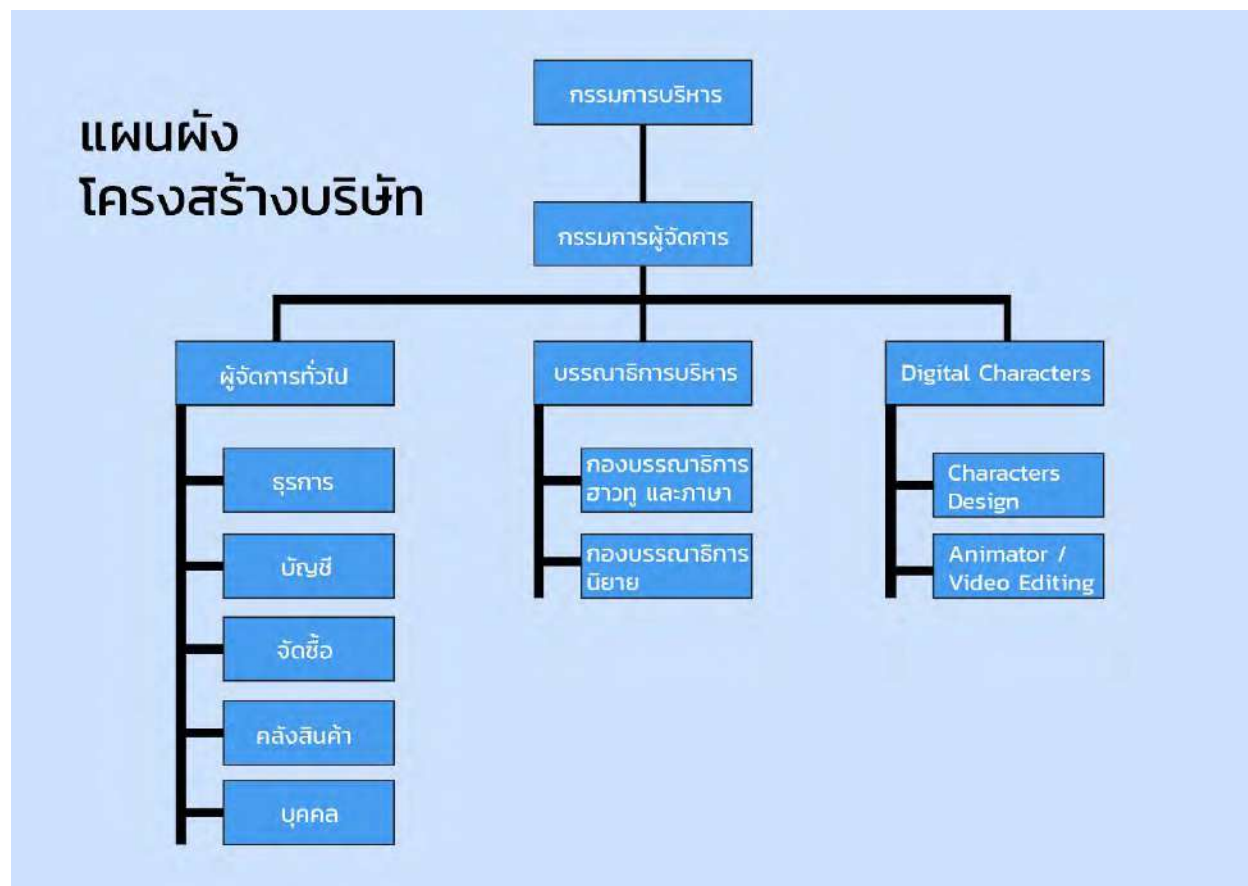 แผนผัง
โครงสร้างบริษัท
กรรมการบริหาร
กรรมการผู้จัดการ
ผู้จัดการทั่วไป
ธุรการ
บัญชี
จัดซื้อ
คลังสินค้า
บุคคล
บรรณาธิการบริหาร
กองบรรณาธิการ
ฮาวทู และภาษา
กองบรรณาธิการ
นิยาย
Digital Characters
Characters
Design
Animator /
Video Editing